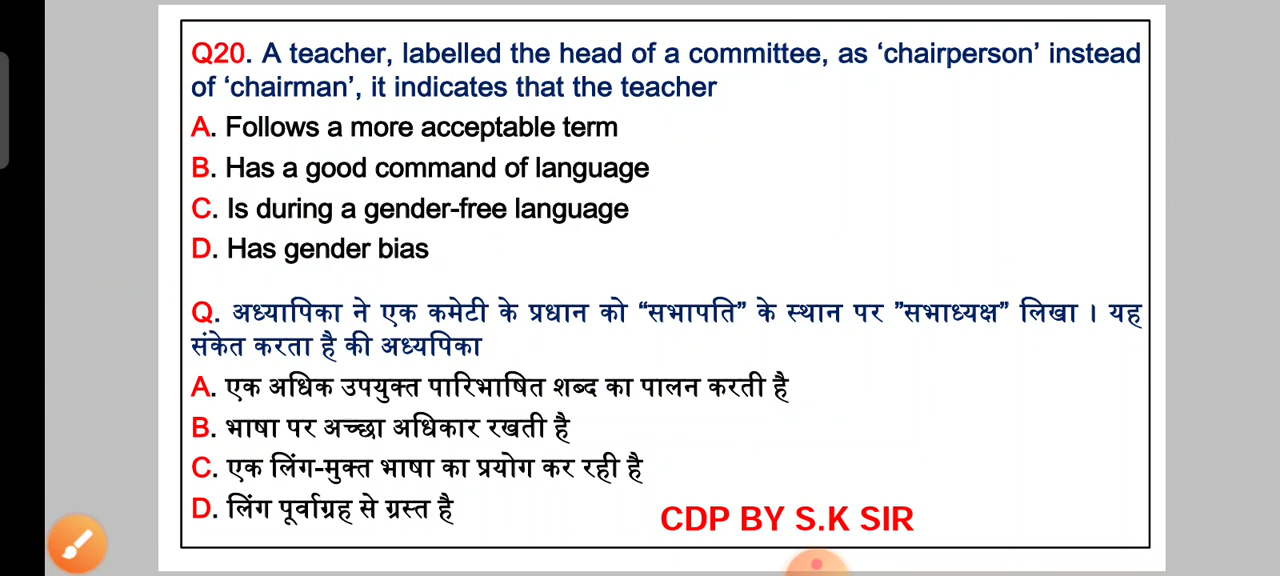 Q20. A teacher, labelled the head of a committee, as ‘chairperson’ instead
of ‘chairman’, it indicates that the teacher
A. Follows a more acceptable term
B. Has a good command of language
C. Is during a gender-free language
D. Has gender bias
Q. अध्यापिका ने एक कमेटी के प्रधान को “सभापति” के स्थान पर ”सभाध्यक्ष” लिखा । यह
संकेत करता है की अध्यपिका
A. एक अधिक उपयुक्त पारिभाषित शब्द का पालन करती है
B. भाषा पर अच्छा अधिकार रखती है
C. एक लिंग-मुक्त भाषा का प्रयोग कर रही है
D. लिंग पूर्वाग्रह से ग्रस्त है
CDP BY S.K SIR